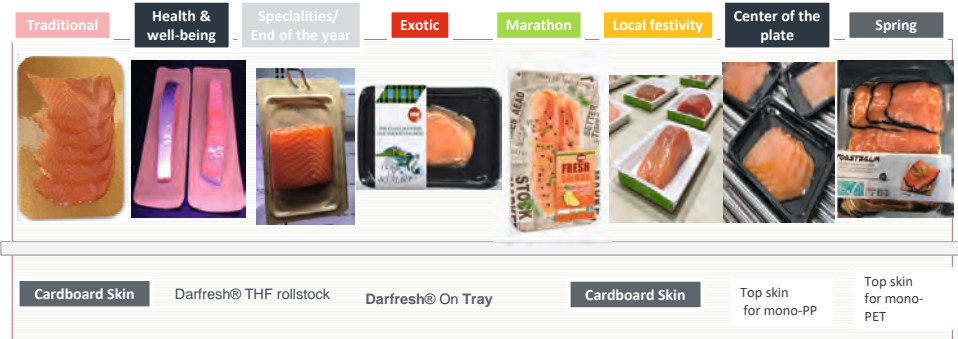 Traditional
Health &
well-being
Specialities/
End of the year
Exotic
Marathon
Local festivity
Center of the
plate
Spring
FRESH
STOCK
Cardboard Skin
Darfresh® THF rollstock
Darfresh® On Tray
Cardboard Skin
Top skin
for mono-PP
Top skin
for mono-
PET